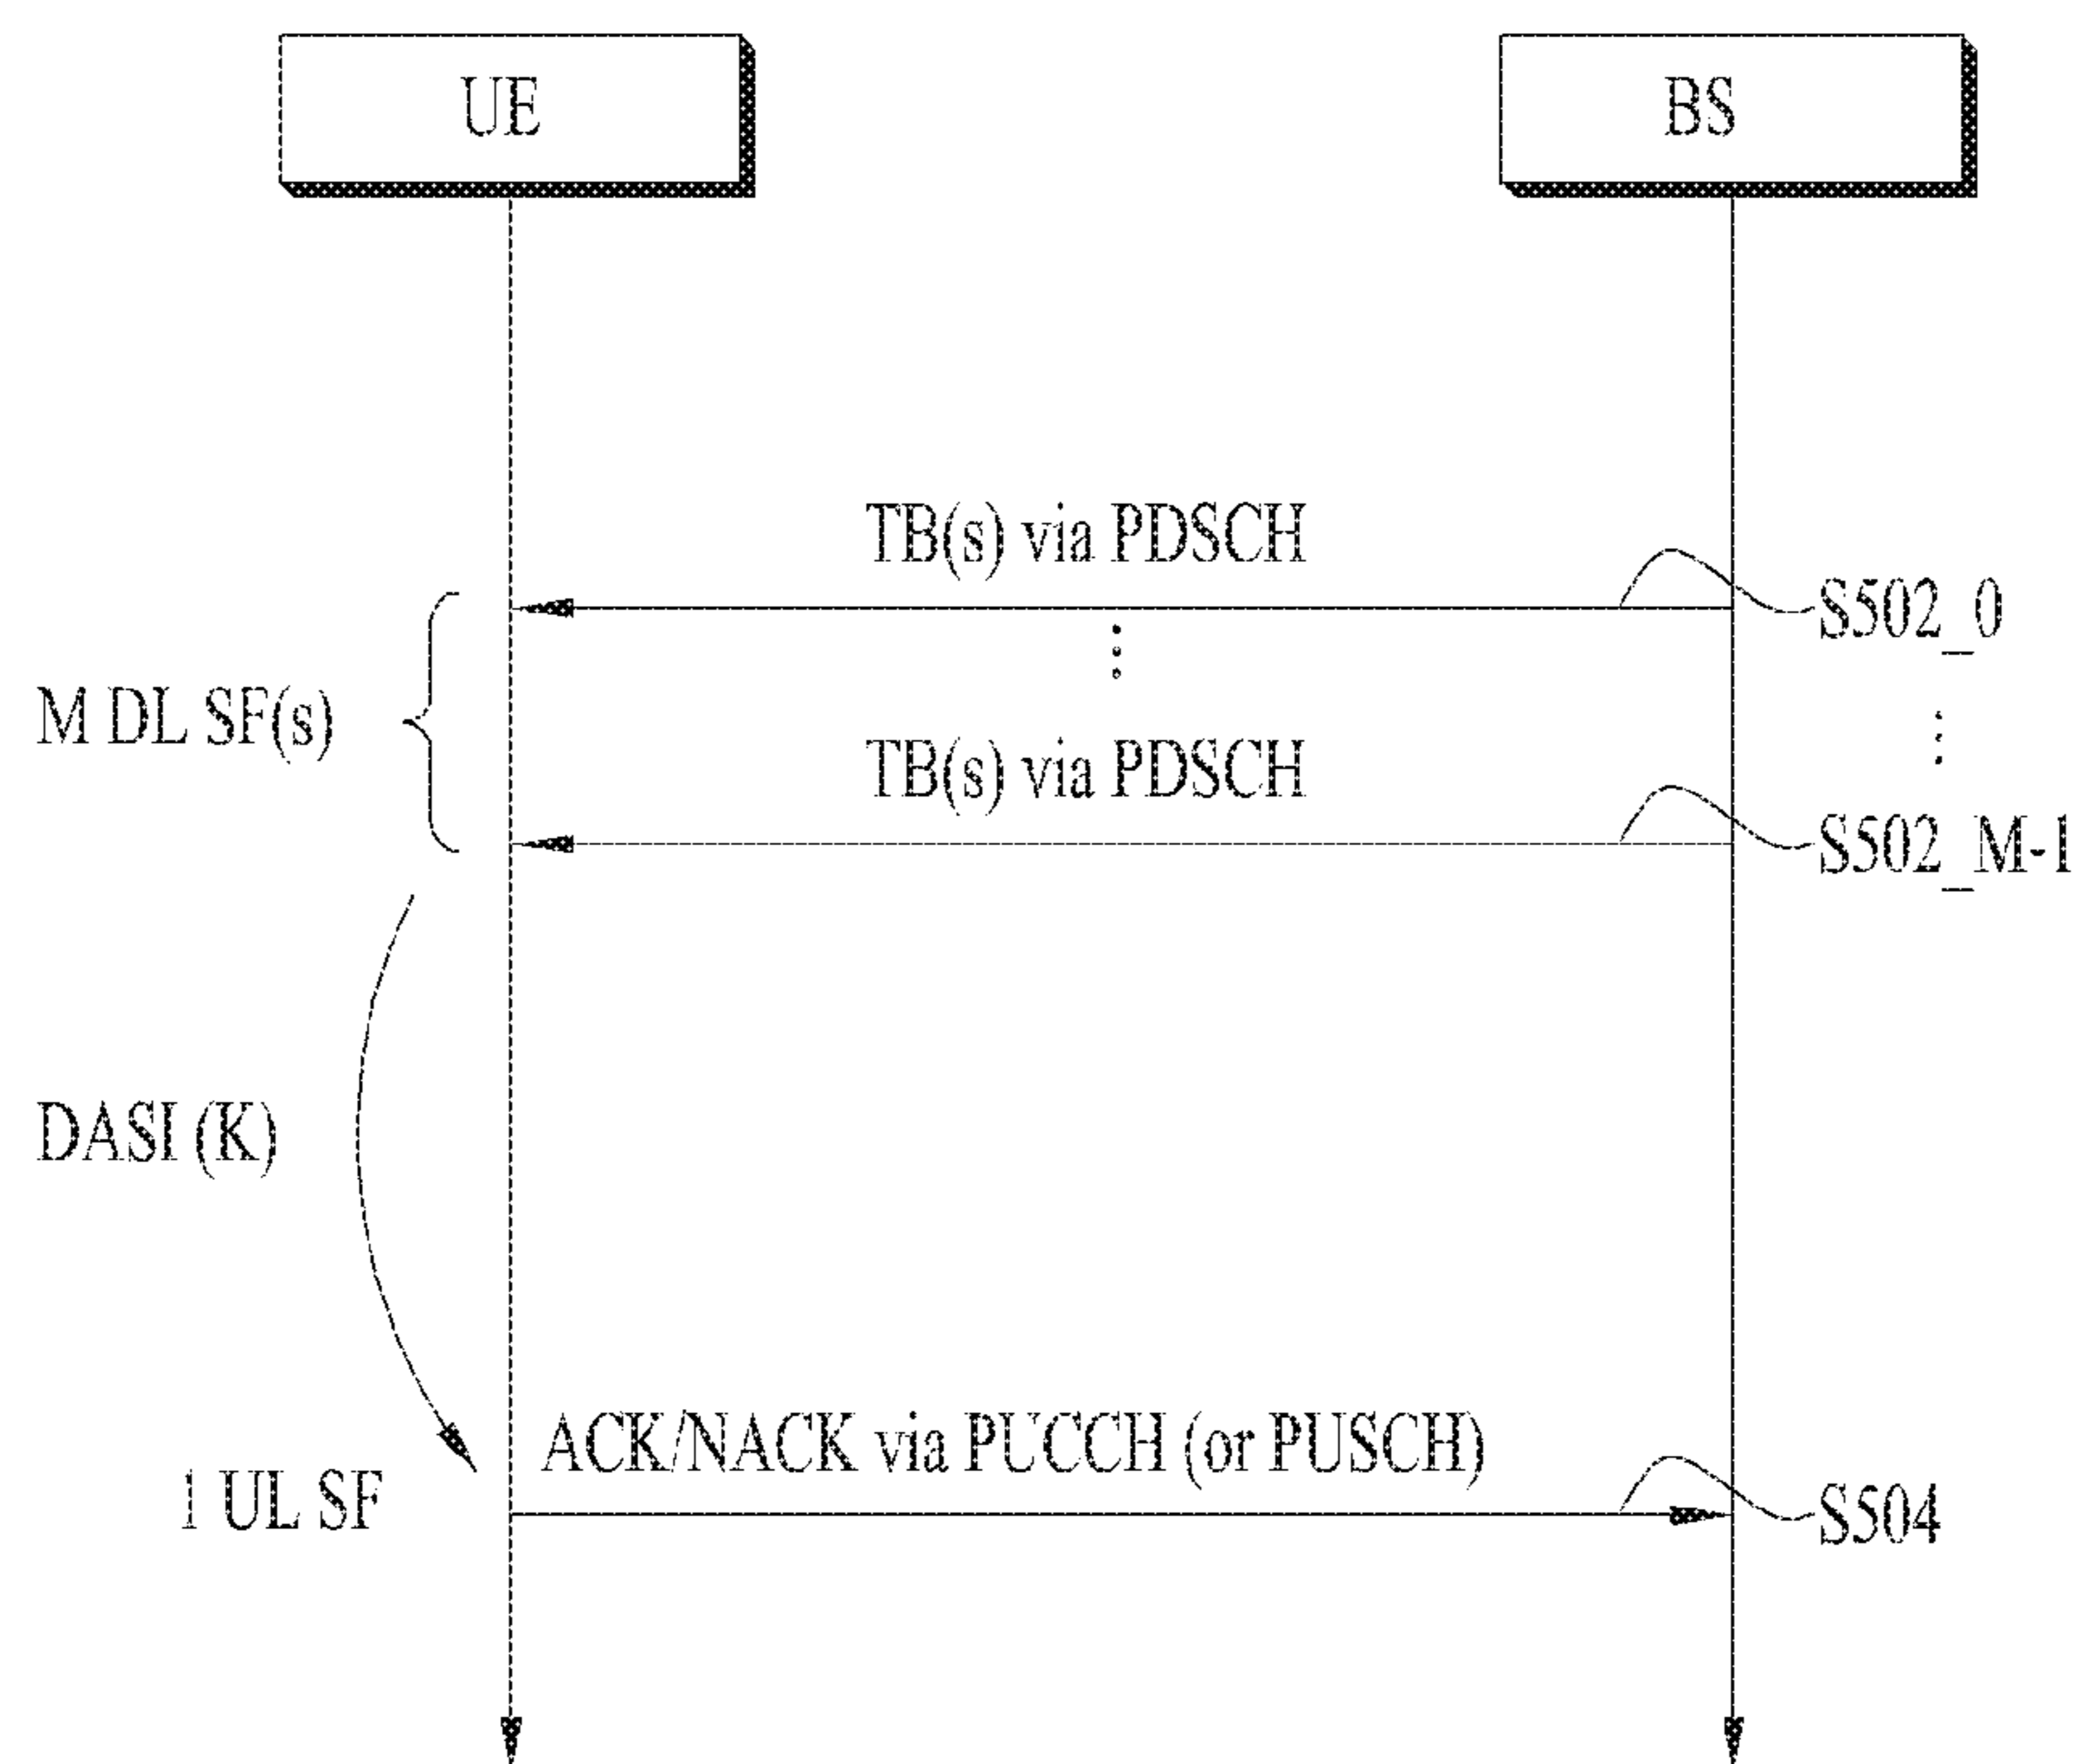 UE
BS
TB(s) via PDSCH
S502_0
M DL SF(s)
TB(s) via PDSCH
S502_M-1
DASI (K)
ACK/NACK via PUCCH (or PUSCH)
1 UL SF
S504